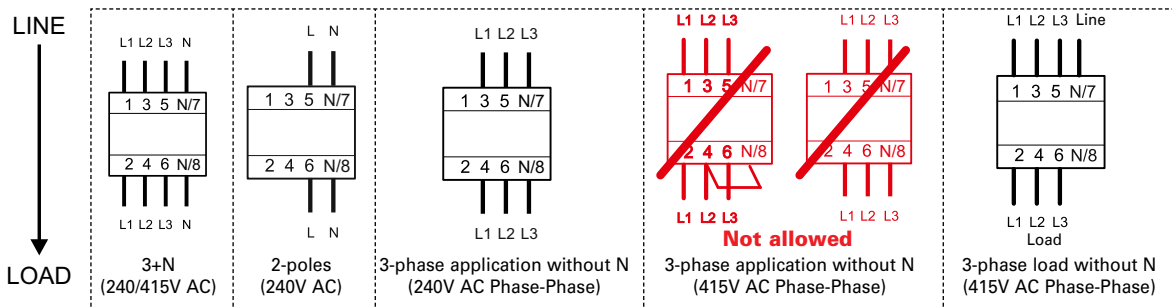 LINE
LOAD
L1 L2 L3 N
1 3 5 N/7
2 4 6 N/8
L1 L2 L3 N
3+N
(240/415V AC)
L N
1 3 5 N/7
2 4 6 N/8
L N
2-poles
(240V AC)
L1 L2 L3
1 3 5 N/7
2 4 6 N/8
L1 L2 L3
3-phase application without N
(240V AC Phase-Phase)
L1 L2 L3
1 3 5 N/7
2 4 6 N/8
L1 L2 L3
L1 L2 L3
1 3 5 N/7
2 4 6 N/8
L1 L2 L3
Not allowed
3-phase application without N
(415V AC Phase-Phase)
L1 L2 L3 Line
1 3 5 N/7
2 4 6 N/8
L1 L2 L3
Load
3-phase load without N
(415V AC Phase-Phase)